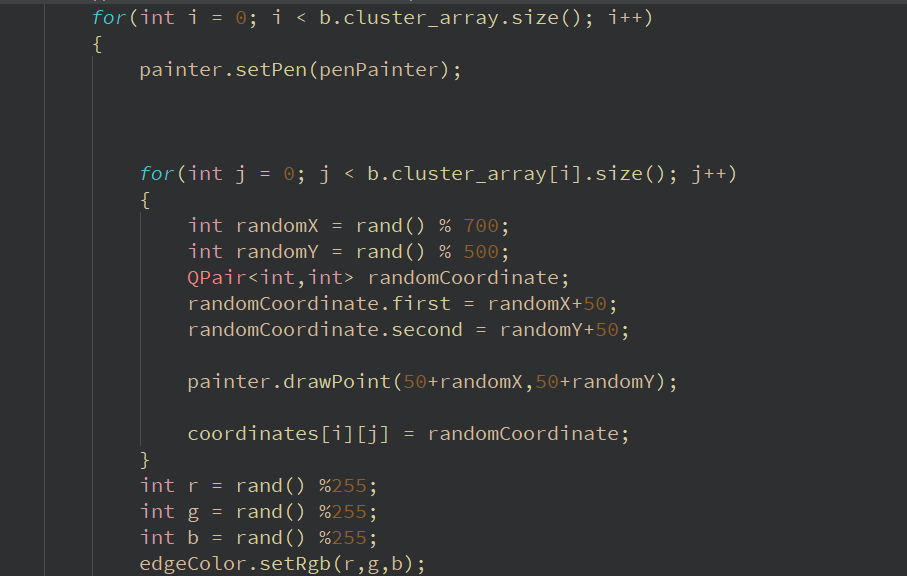 for(int i = 0; i < b.cluster_array.size(); i++)
{
painter.setPen(penPainter);
for(int j = 0; j < b.cluster_array[i].size(); j++)
{
int randomX = rand() % 700;
int randomY = rand() % 500;
QPair<int,int> randomCoordinate;
randomCoordinate.first = randomX+50;
randomCoordinate.second = randomY+50;
painter.drawPoint(50+randomX,50+randomY);
coordinates[i][j] = randomCoordinate;
}
int r = rand() %255;
int g = rand() %255;
int b = rand() %255;
edgeColor.setRgb(r,g,b);